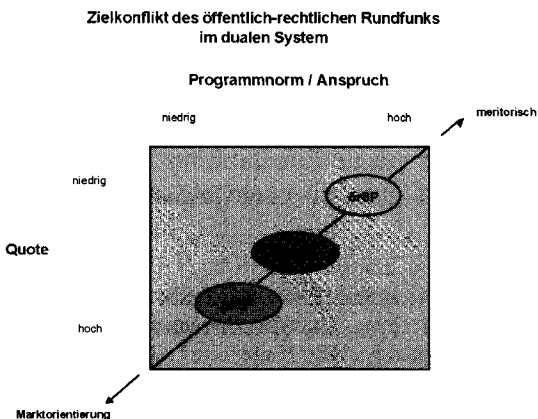 Zielkonflikt des öffentlich-rechtlichen Rundfunks
im dualen System
Programmnorm / Anspruch
niedrig
hoch
meritorisch
niedrig
Quote
hoch
Marktorientierung